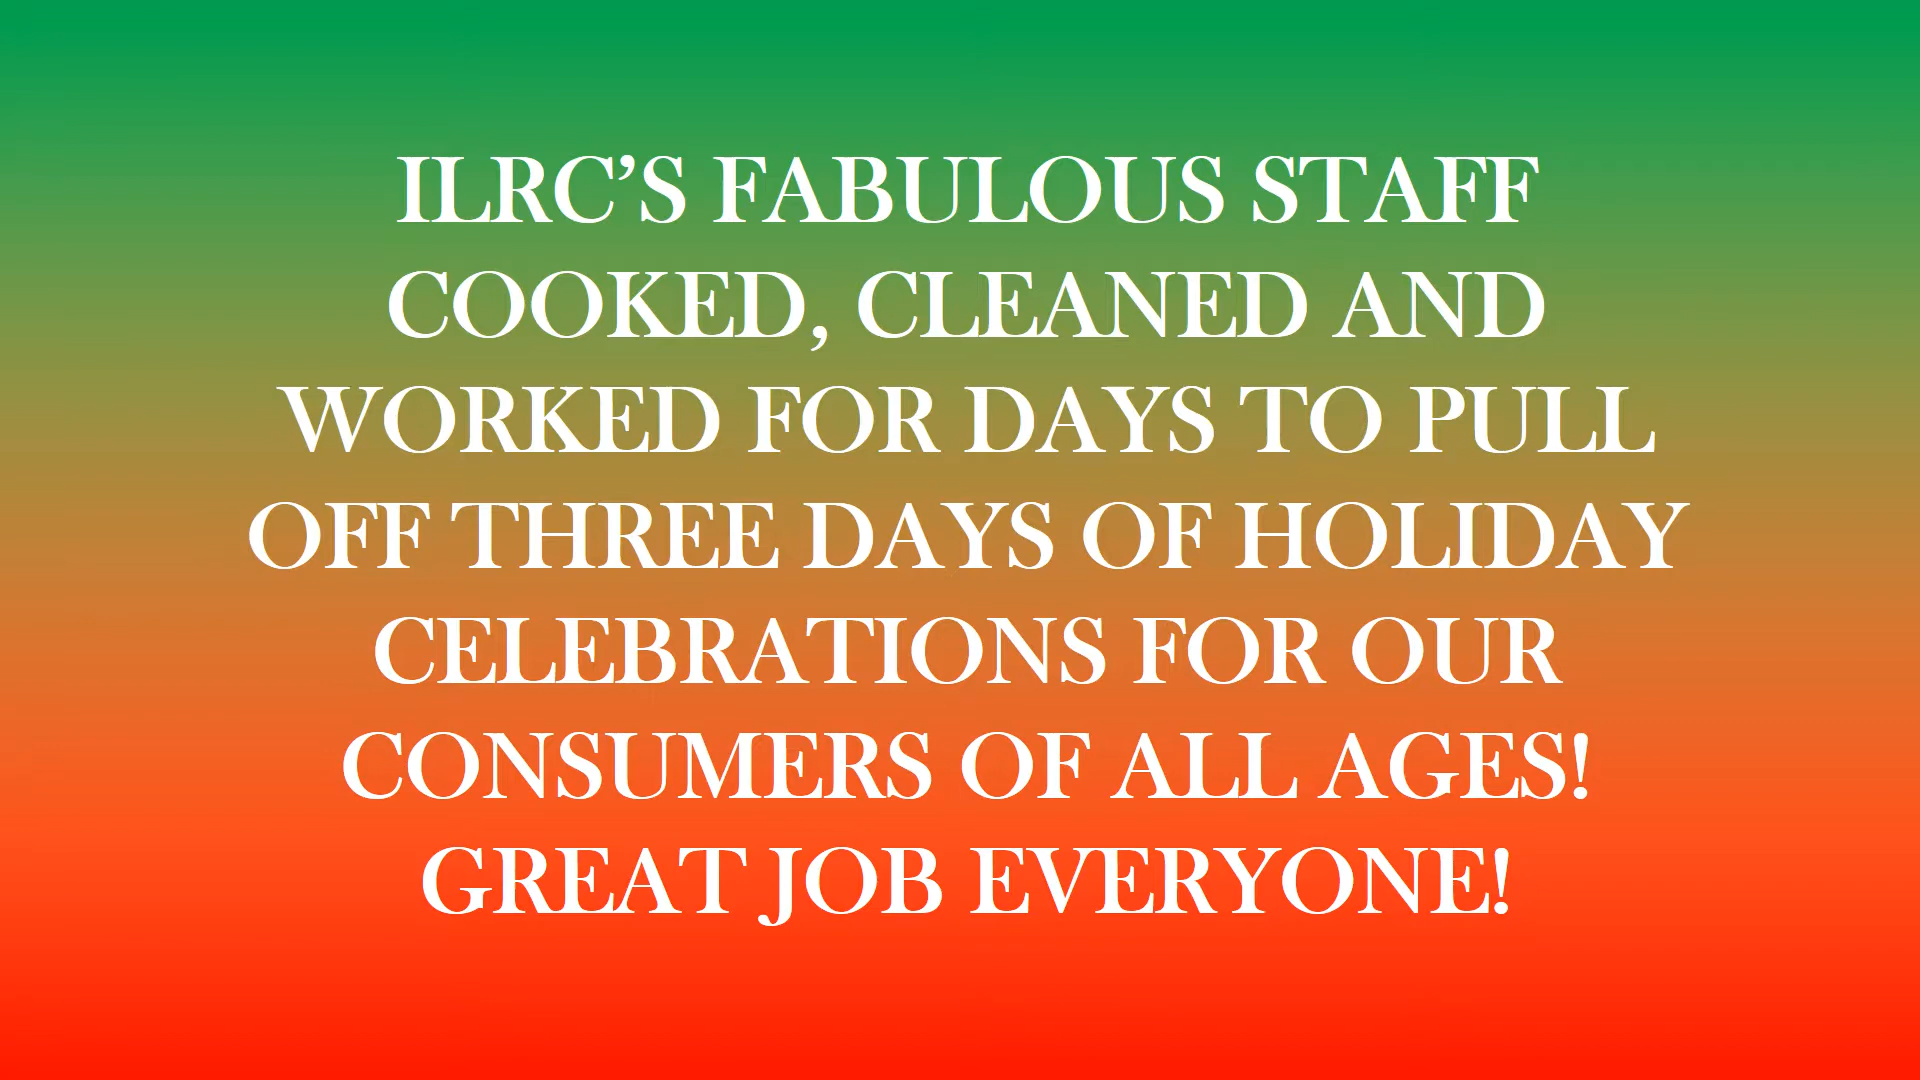 ILRC’S FABULOUS STAFF
COOKED, CLEANED AND
WORKED FOR DAYS TO PULL
OFF THREE DAYS OF HOLIDAY
CELEBRATIONS FOR OUR
CONSUMERS OF ALL AGES!
GREAT JOB EVERYONE!